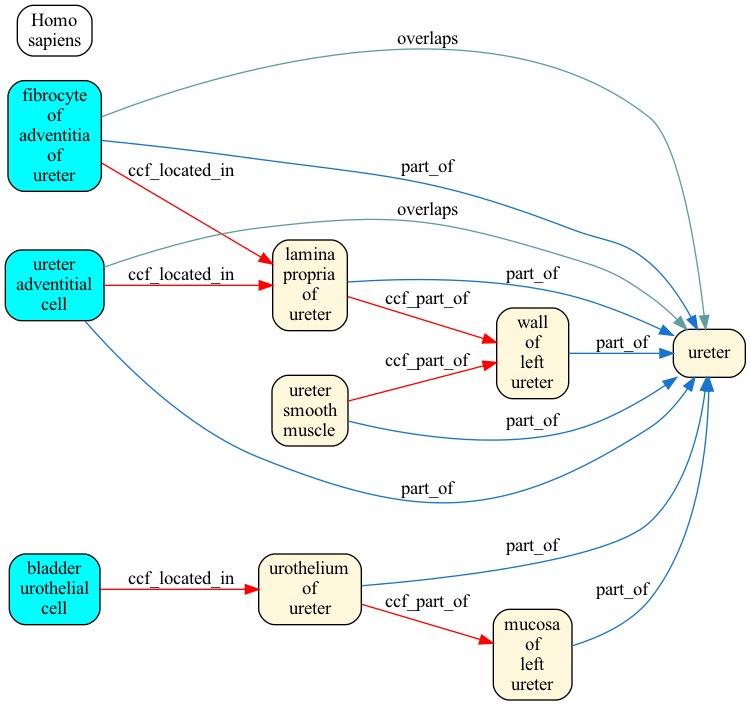 Homo
sapiens
overlaps
fibrocyte
of
adventitia
of
ureter
part_of
ccf_located_in
overlaps
ureter
adventitial
cell
ccf_located_in
lamina
propria
of
ureter
part_of
ccf_part_of
wall
of
left
ureter
part_of
ureter
ccf_part_of
ureter
smooth
muscle
part_of
part_of
bladder
urothelial
cell
ccf_located_in
urothelium
of
ureter
part_of
ccf_part_of
part_of
mucosa
of
left
ureter